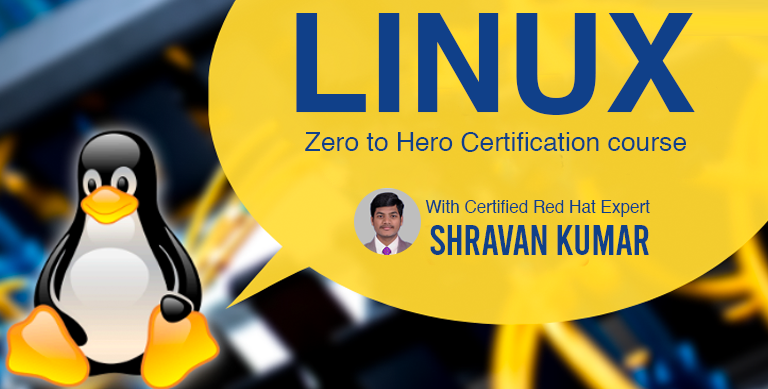 LINUX
Zero to Hero Certification course
With Certified Red Hat Expert
SHRAVAN KUMAR